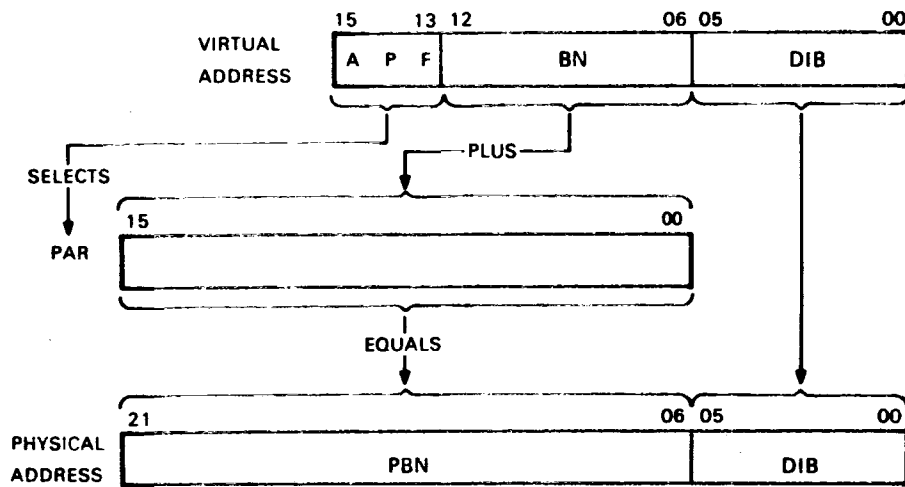 15 13 12 06 05 00
VIRTUAL ADDRESS
A P F BN DIB
PLUS
SELECTS
15 00
PAR
EQUALS
21 06 05 00
PHYSICAL ADDRESS
PBN DIB